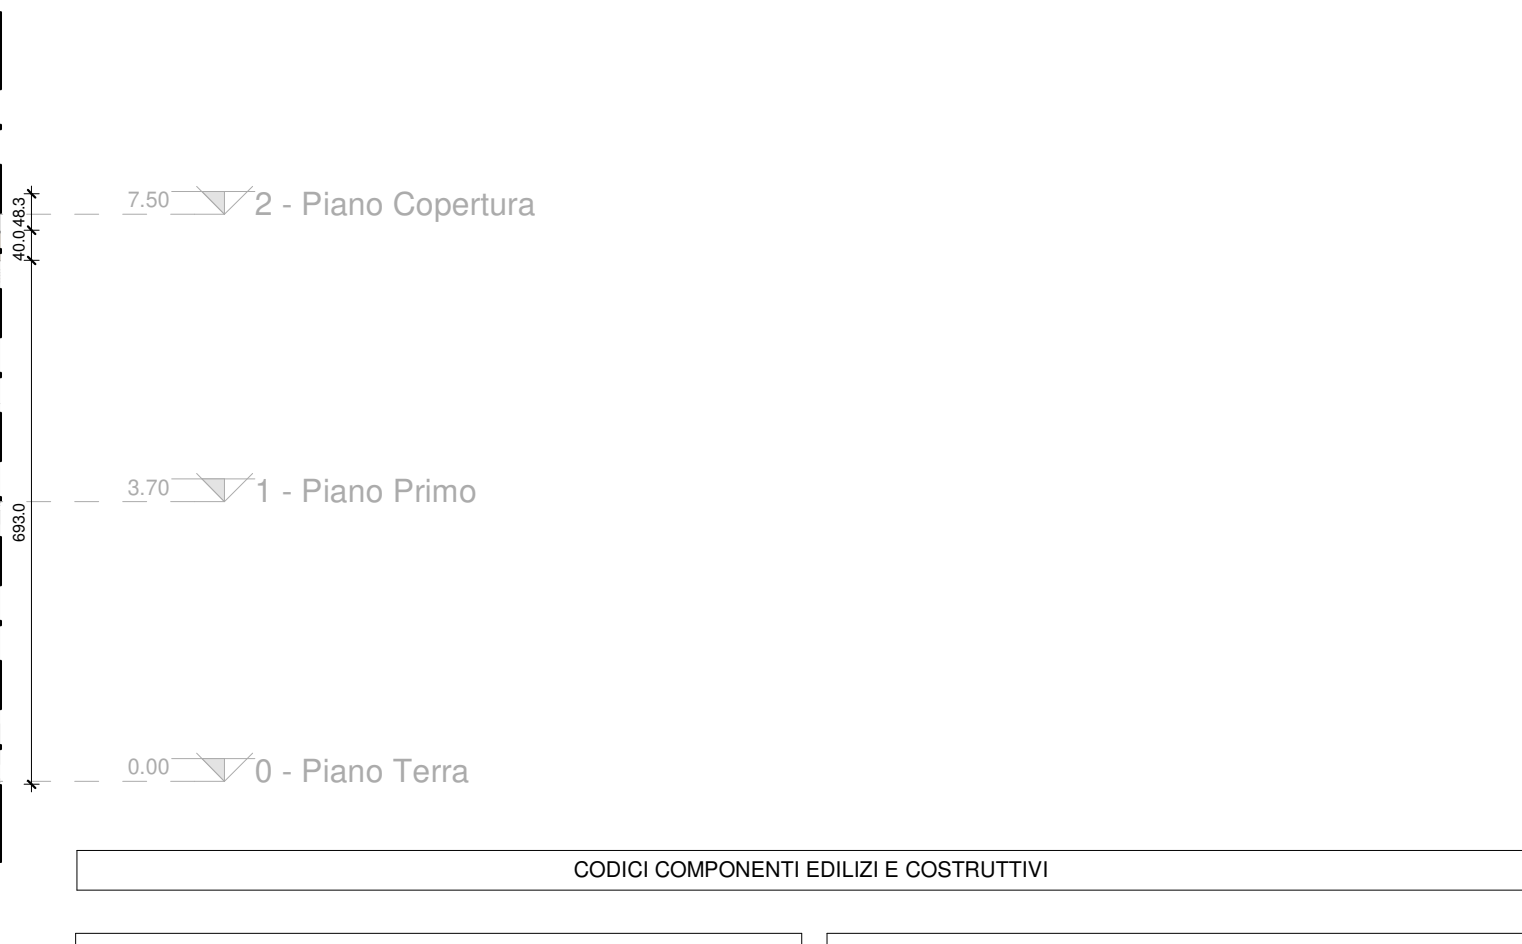 48.3
7.50 2 - Piano Copertura
40.0
3.70 1 - Piano Primo
693.0
0.00 0 - Piano Terra
CODICI COMPONENTI EDILIZI E COSTRUTTIVI